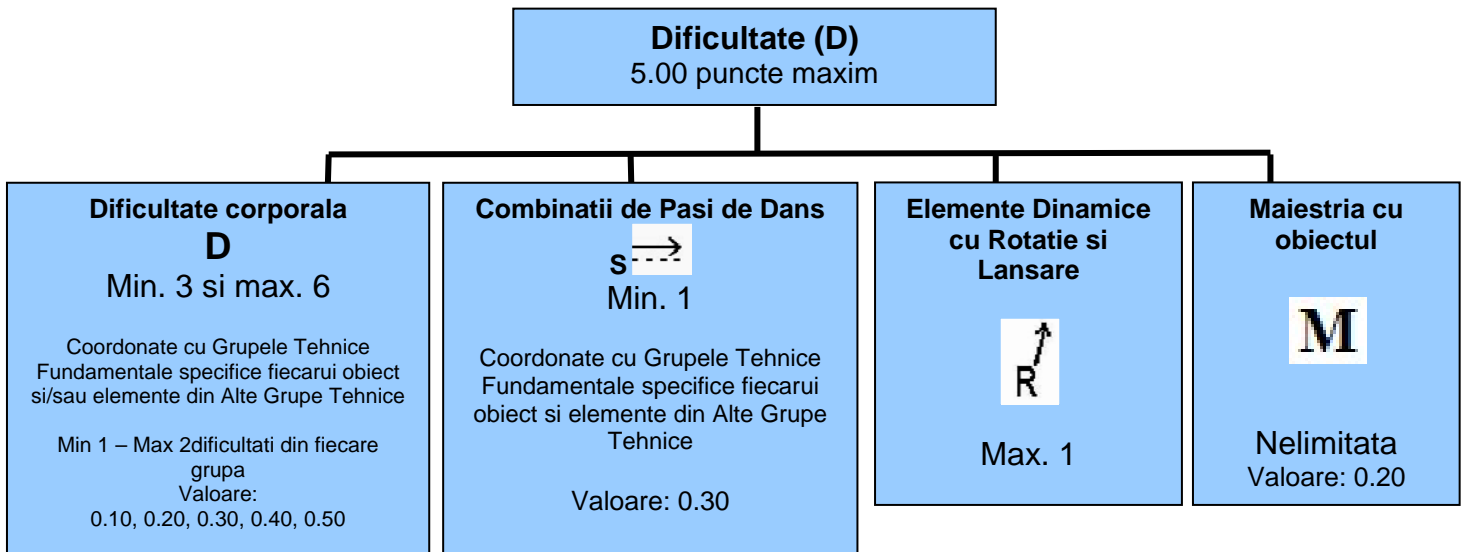 Dificultate (D)
5.00 puncte maxim
Dificultate corporala
D
Min. 3 si max. 6
Coordonate cu Grupele Tehnice
Fundamentale specifice fiecarui obiect
si/sau elemente din Alte Grupe Tehnice
Min 1 – Max 2dificultati din fiecare
grupa
Valoare:
0.10, 0.20, 0.30, 0.40, 0.50
Combinatii de Pasi de Dans
S
Min. 1
Coordonate cu Grupele Tehnice
Fundamentale specifice fiecarui
obiect si elemente din Alte Grupe
Tehnice
Valoare: 0.30
Elemente Dinamice
cu Rotatie si
Lansare
R
Max. 1
Maiestria cu
obiectul
M
Nelimitata
Valoare: 0.20